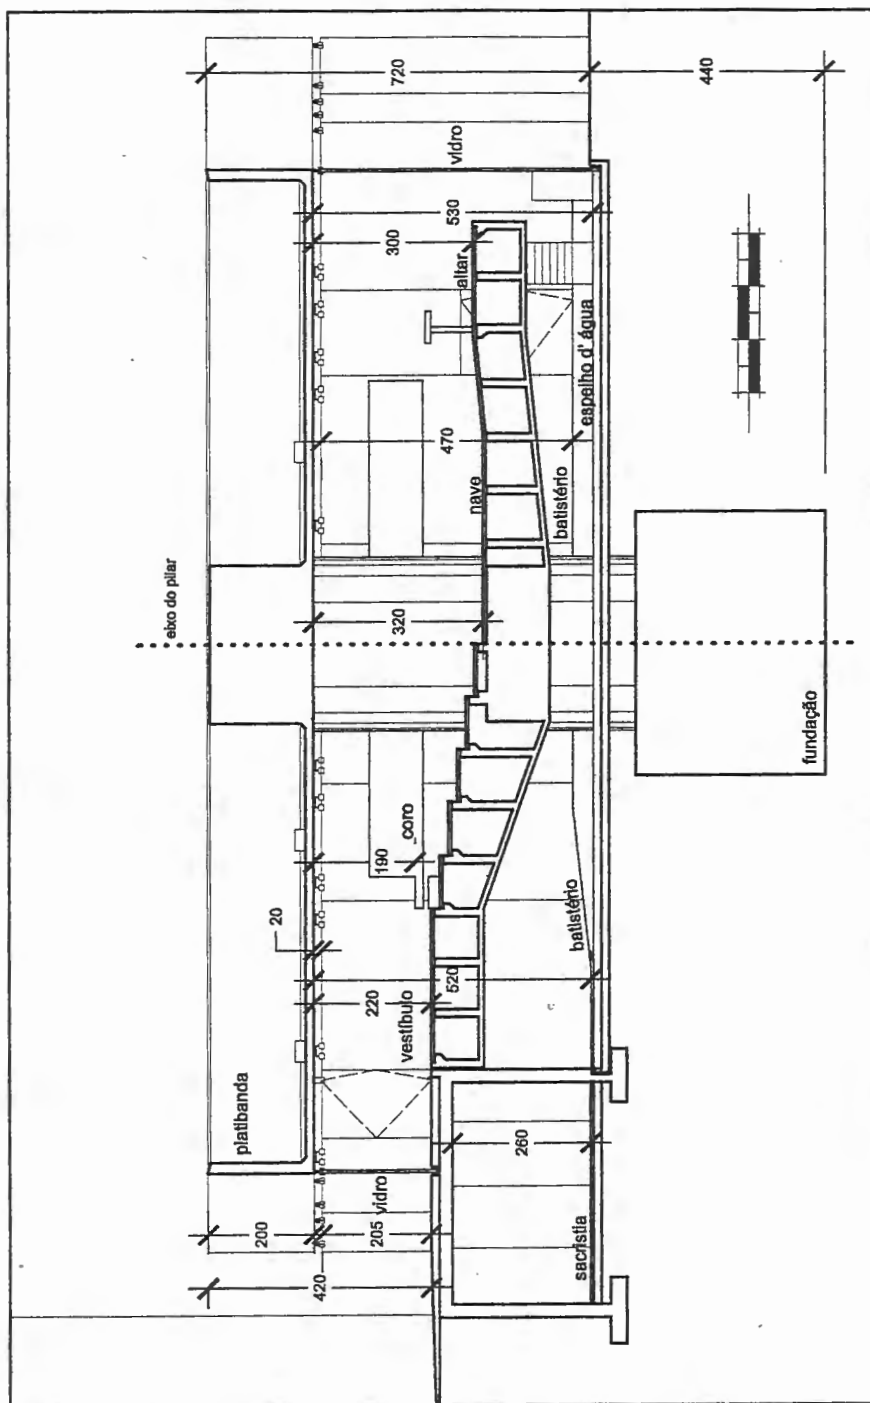 eixo do pilar
platibanda
20
720
440
vidro
530
300
altar
espelho d' água
470
nave
batistério
320
fundação
coro
190
batistério
520
220
vestíbulo
260
sacristia
vidro
200
205
420